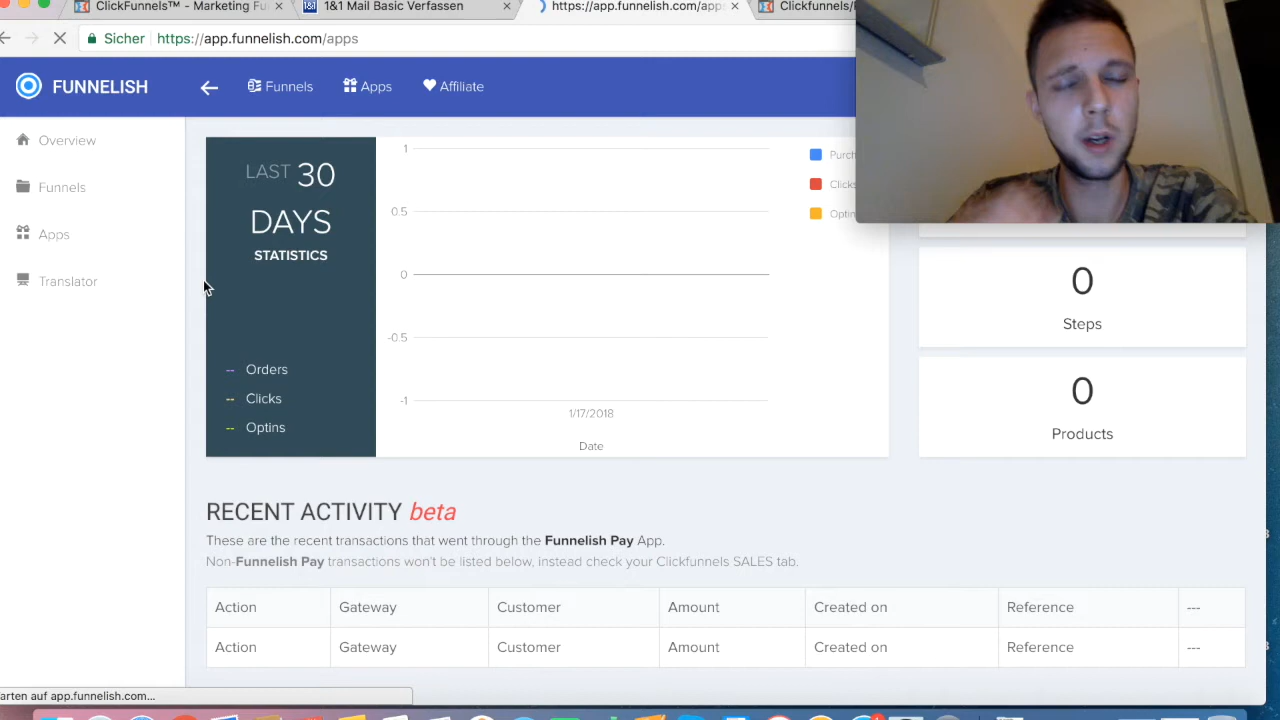 ClickFunnels™ - Marketing Fu
1&1 Mail Basic Verfassen
https://app.funnelish.com/apps
Clickfunnels/
Sicher https://app.funnelish.com/apps
FUNNELISH
Funnels
Apps
Affiliate
Overview
Funnels
Apps
Translator
LAST 30
DAYS
STATISTICS
-- Orders
-- Clicks
-- Optins
1
0.5
0
-0.5
-1
1/17/2018
Date
Purch
Clicks
Optin
0
Steps
0
Products
RECENT ACTIVITY beta
These are the recent transactions that went through the Funnelish Pay App.
Non-Funnelish Pay transactions won't be listed below, instead check your Clickfunnels SALES tab.
Action Gateway Customer Amount Created on Reference ---
Action Gateway Customer Amount Created on Reference ---
arten auf app.funnelish.com...